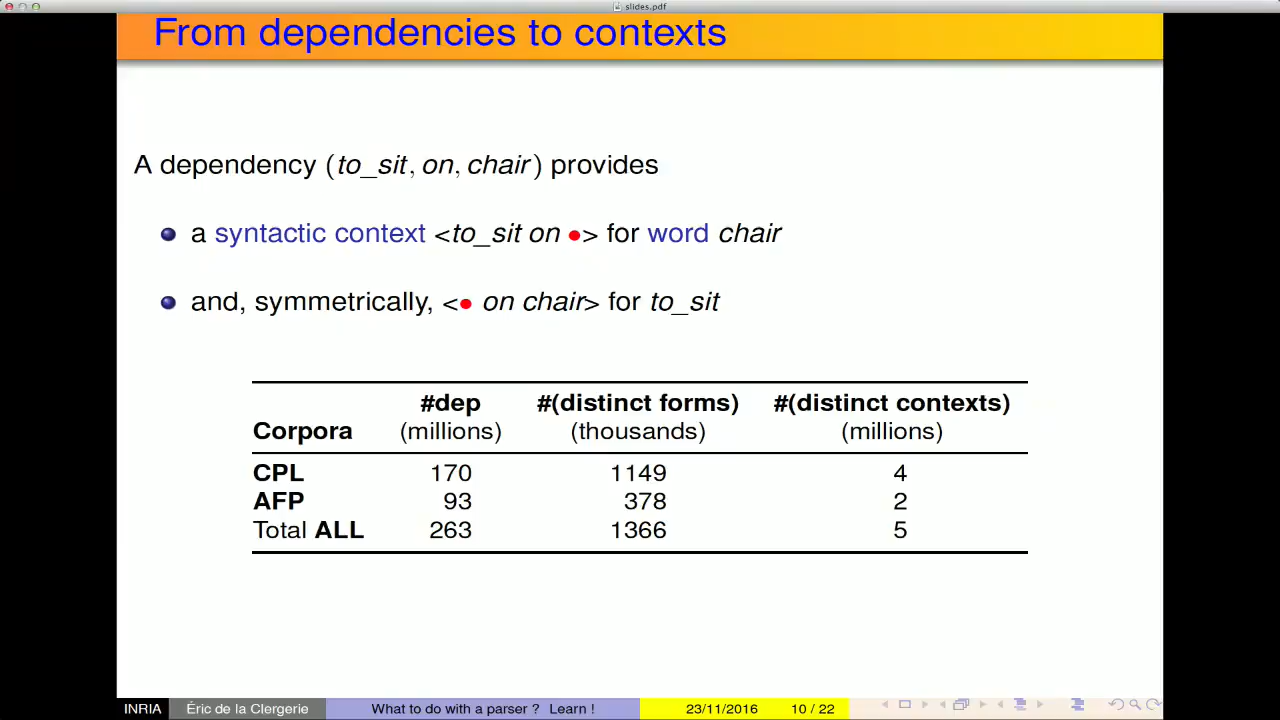 slides.pdf
From dependencies to contexts
A dependency (to_sit, on, chair) provides
a syntactic context <to_sit on •> for word chair
and, symmetrically, <• on chair> for to_sit
#dep #(distinct forms) #(distinct contexts)
Corpora (millions) (thousands) (millions)
CPL 170 1149 4
AFP 93 378 2
Total ALL 263 1366 5
INRIA Éric de la Clergerie What to do with a parser ? Learn ! 23/11/2016 10 / 22